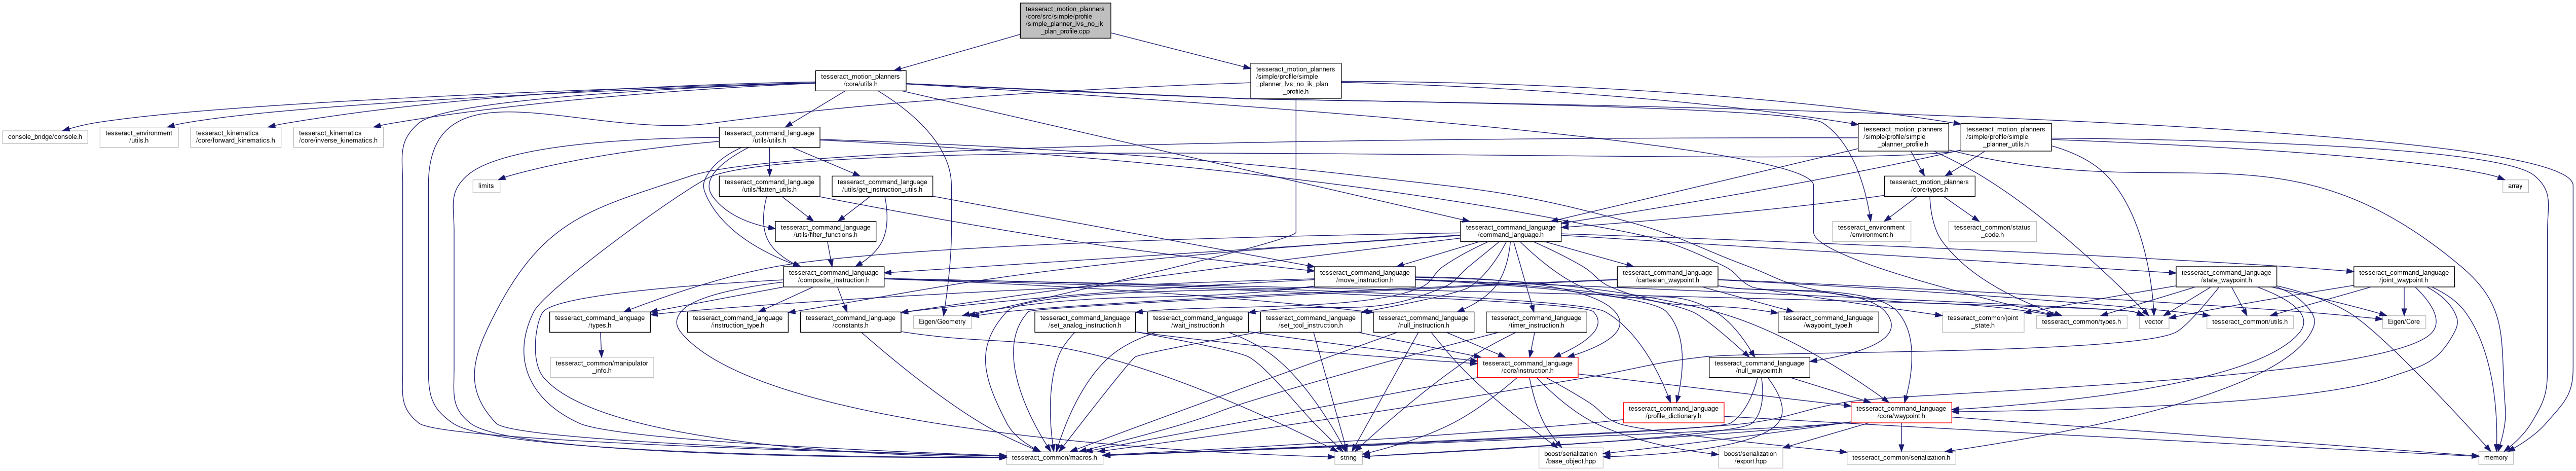 tesseract_motion_planners
/core/src/simple/profile
/simple_planner_lvs_no_ik
_plan_profile.cpp
tesseract_motion_planners
/core/utils.h
tesseract_motion_planners
/simple/profile/simple
_planner_lvs_no_ik_plan
_profile.h
console_bridge/console.h
tesseract_environment
/utils.h
tesseract_kinematics
/core/forward_kinematics.h
tesseract_kinematics
/core/inverse_kinematics.h
tesseract_command_language
/utils/utils.h
tesseract_motion_planners
/simple/profile/simple
_planner_profile.h
tesseract_motion_planners
/simple/profile/simple
_planner_utils.h
limits
tesseract_command_language
/utils/flatten_utils.h
tesseract_command_language
/utils/get_instruction_utils.h
tesseract_motion_planners
/core/types.h
array
tesseract_command_language
/utils/filter_functions.h
tesseract_command_language
/command_language.h
tesseract_environment
/environment.h
tesseract_common/status
_code.h
tesseract_command_language
/composite_instruction.h
tesseract_command_language
/move_instruction.h
tesseract_command_language
/cartesian_waypoint.h
tesseract_command_language
/state_waypoint.h
tesseract_command_language
/joint_waypoint.h
tesseract_command_language
/types.h
tesseract_command_language
/instruction_type.h
tesseract_command_language
/constants.h
Eigen/Geometry
tesseract_command_language
/set_analog_instruction.h
tesseract_command_language
/wait_instruction.h
tesseract_command_language
/set_tool_instruction.h
tesseract_command_language
/null_instruction.h
tesseract_command_language
/timer_instruction.h
tesseract_command_language
/waypoint_type.h
tesseract_common/joint
_state.h
tesseract_common/types.h
vector
tesseract_common/utils.h
Eigen/Core
tesseract_common/manipulator
_info.h
tesseract_command_language
/core/instruction.h
tesseract_command_language
/null_waypoint.h
tesseract_command_language
/profile_dictionary.h
tesseract_command_language
/core/waypoint.h
tesseract_common/macros.h
string
boost/serialization
/base_object.hpp
boost/serialization
/export.hpp
tesseract_common/serialization.h
memory